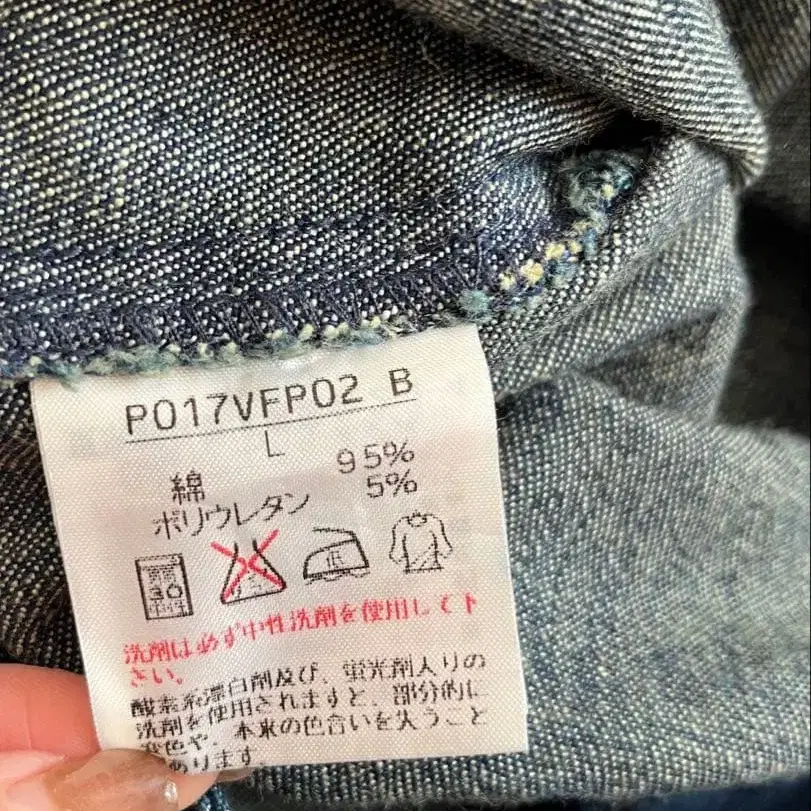 P017VFP02 B
L
綿 95%
ポリウレタン 5%
弱 30 中性
洗剤は必ず中性洗剤を使用して下
さい。
酸素系漂白剤及び、蛍光剤入りの
洗剤を使用されますと、部分的に
変色や、本来の色合いを失うこと
あります。